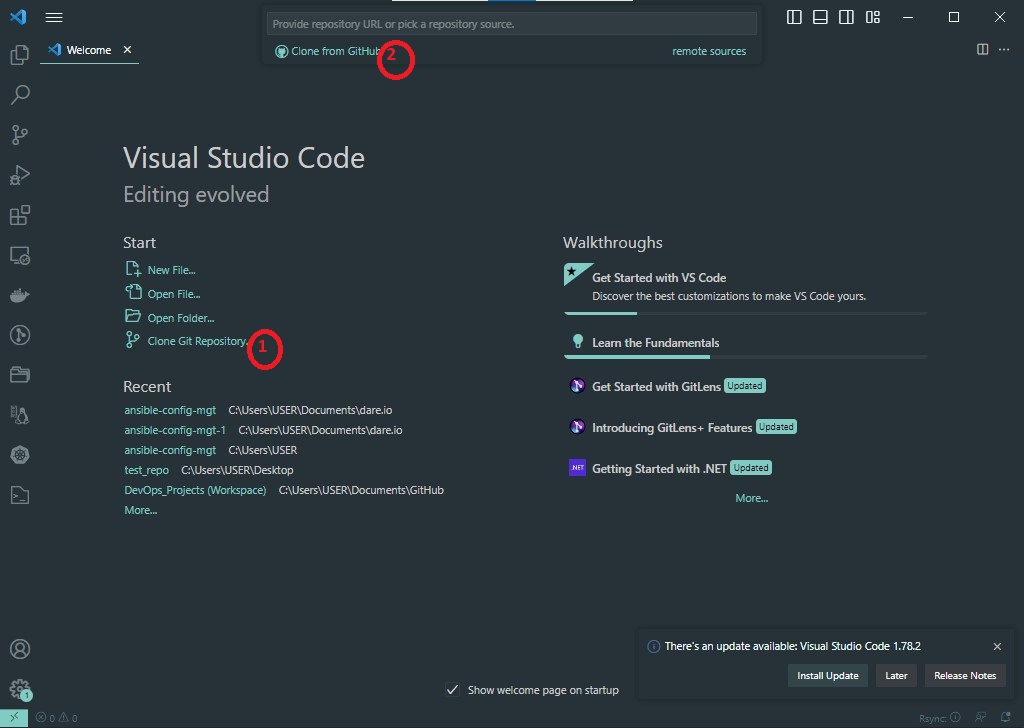 Provide repository URL or pick a repository source.
Clone from GitHub remote sources
2
Welcome
Visual Studio Code
Editing evolved
Start
New File...
Open File...
Open Folder...
Clone Git Repository...
1
Recent
ansible-config-mgt C:\Users\USER\Documents\dare.io
ansible-config-mgt-1 C:\Users\USER\Documents\dare.io
ansible-config-mgt C:\Users\USER
test_repo C:\Users\USER\Desktop
DevOps_Projects (Workspace) C:\Users\USER\Documents\GitHub
More...
Walkthroughs
Get Started with VS Code
Discover the best customizations to make VS Code yours.
Learn the Fundamentals
Get Started with GitLens Updated
Introducing GitLens+ Features Updated
.NET Getting Started with .NET Updated
More...
There's an update available: Visual Studio Code 1.78.2
Install Update Later Release Notes
Show welcome page on startup
1
0 0
Rsync: